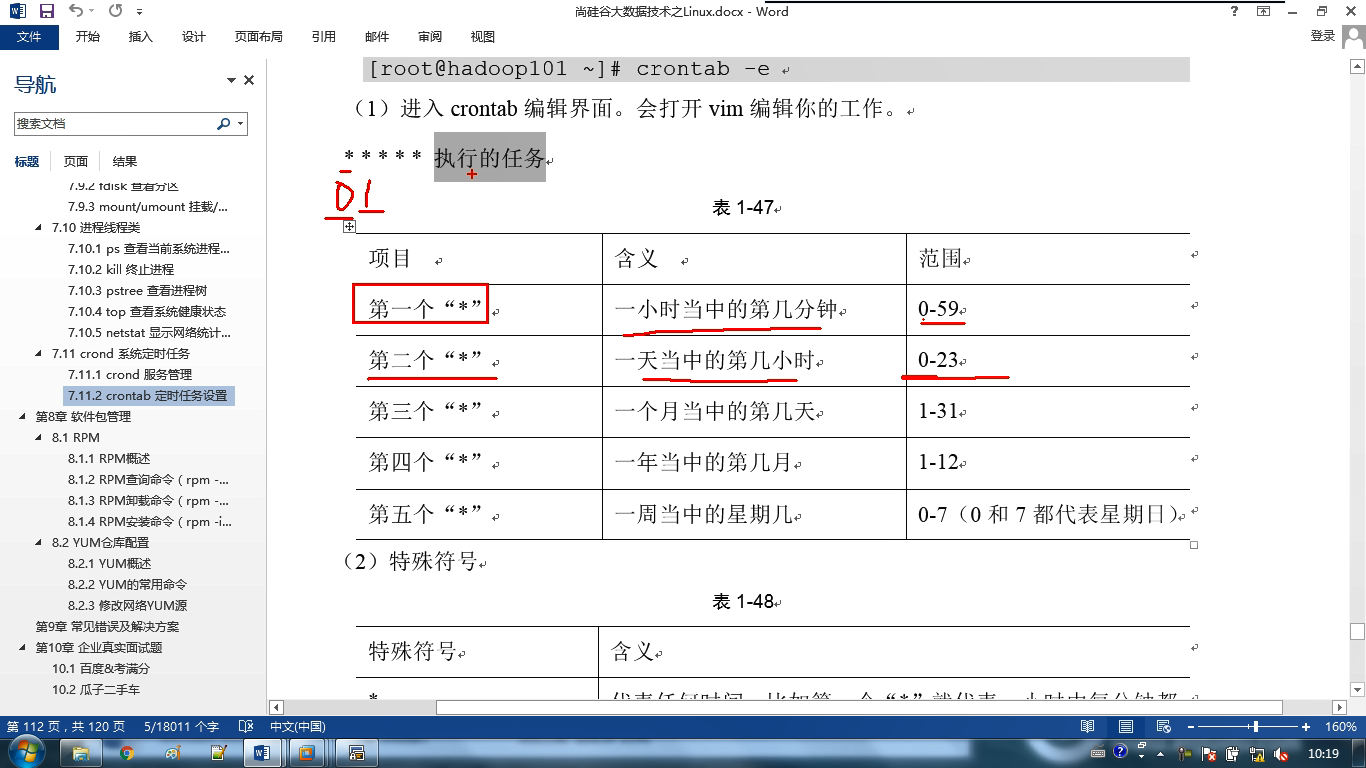 尚硅谷大数据技术之Linux.docx - Word
文件 开始 插入 设计 页面布局 引用 邮件 审阅 视图 登录
导航
搜索文档
标题 页面 结果
7.9.2 fdisk 查看分区
7.9.3 mount/umount 挂载/...
7.10 进程线程类
7.10.1 ps 查看当前系统进程...
7.10.2 kill 终止进程
7.10.3 pstree 查看进程树
7.10.4 top 查看系统健康状态
7.10.5 netstat 显示网络统计...
7.11 crond 系统定时任务
7.11.1 crond 服务管理
7.11.2 crontab 定时任务设置
第8章 软件包管理
8.1 RPM
8.1.1 RPM概述
8.1.2 RPM查询命令（rpm -...
8.1.3 RPM卸载命令（rpm -...
8.1.4 RPM安装命令（rpm -i...
8.2 YUM仓库配置
8.2.1 YUM概述
8.2.2 YUM的常用命令
8.2.3 修改网络YUM源
第9章 常见错误及解决方案
第10章 企业真实面试题
10.1 百度&考满分
10.2 瓜子二手车
[root@hadoop101 ~]# crontab -e
（1）进入 crontab 编辑界面。会打开 vim 编辑你的工作。
* * * * * 执行的任务
01
表 1-47
项目 含义 范围
第一个“*” 一小时当中的第几分钟 0-59
第二个“*” 一天当中的第几小时 0-23
第三个“*” 一个月当中的第几天 1-31
第四个“*” 一年当中的第几月 1-12
第五个“*” 一周当中的星期几 0-7（0 和 7 都代表星期日）
（2）特殊符号
表 1-48
特殊符号 含义
* 代表任何时间。比如第一个“*”就代表一小时中每分钟都
第 112 页，共 120 页 5/18011 个字 中文(中国) 160%
10:19